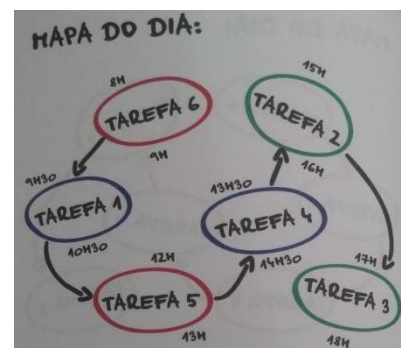 MAPA DO DIA:
8H
TAREFA 6
9H
9H30
TAREFA 1
10H30
12H
TAREFA 5
13H
13H30
TAREFA 4
14H30
15H
TAREFA 2
16H
17H
TAREFA 3
18H